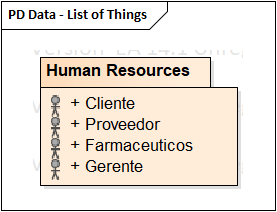 PD Data - List of Things
Human Resources
+ Cliente
+ Proveedor
+ Farmaceuticos
+ Gerente